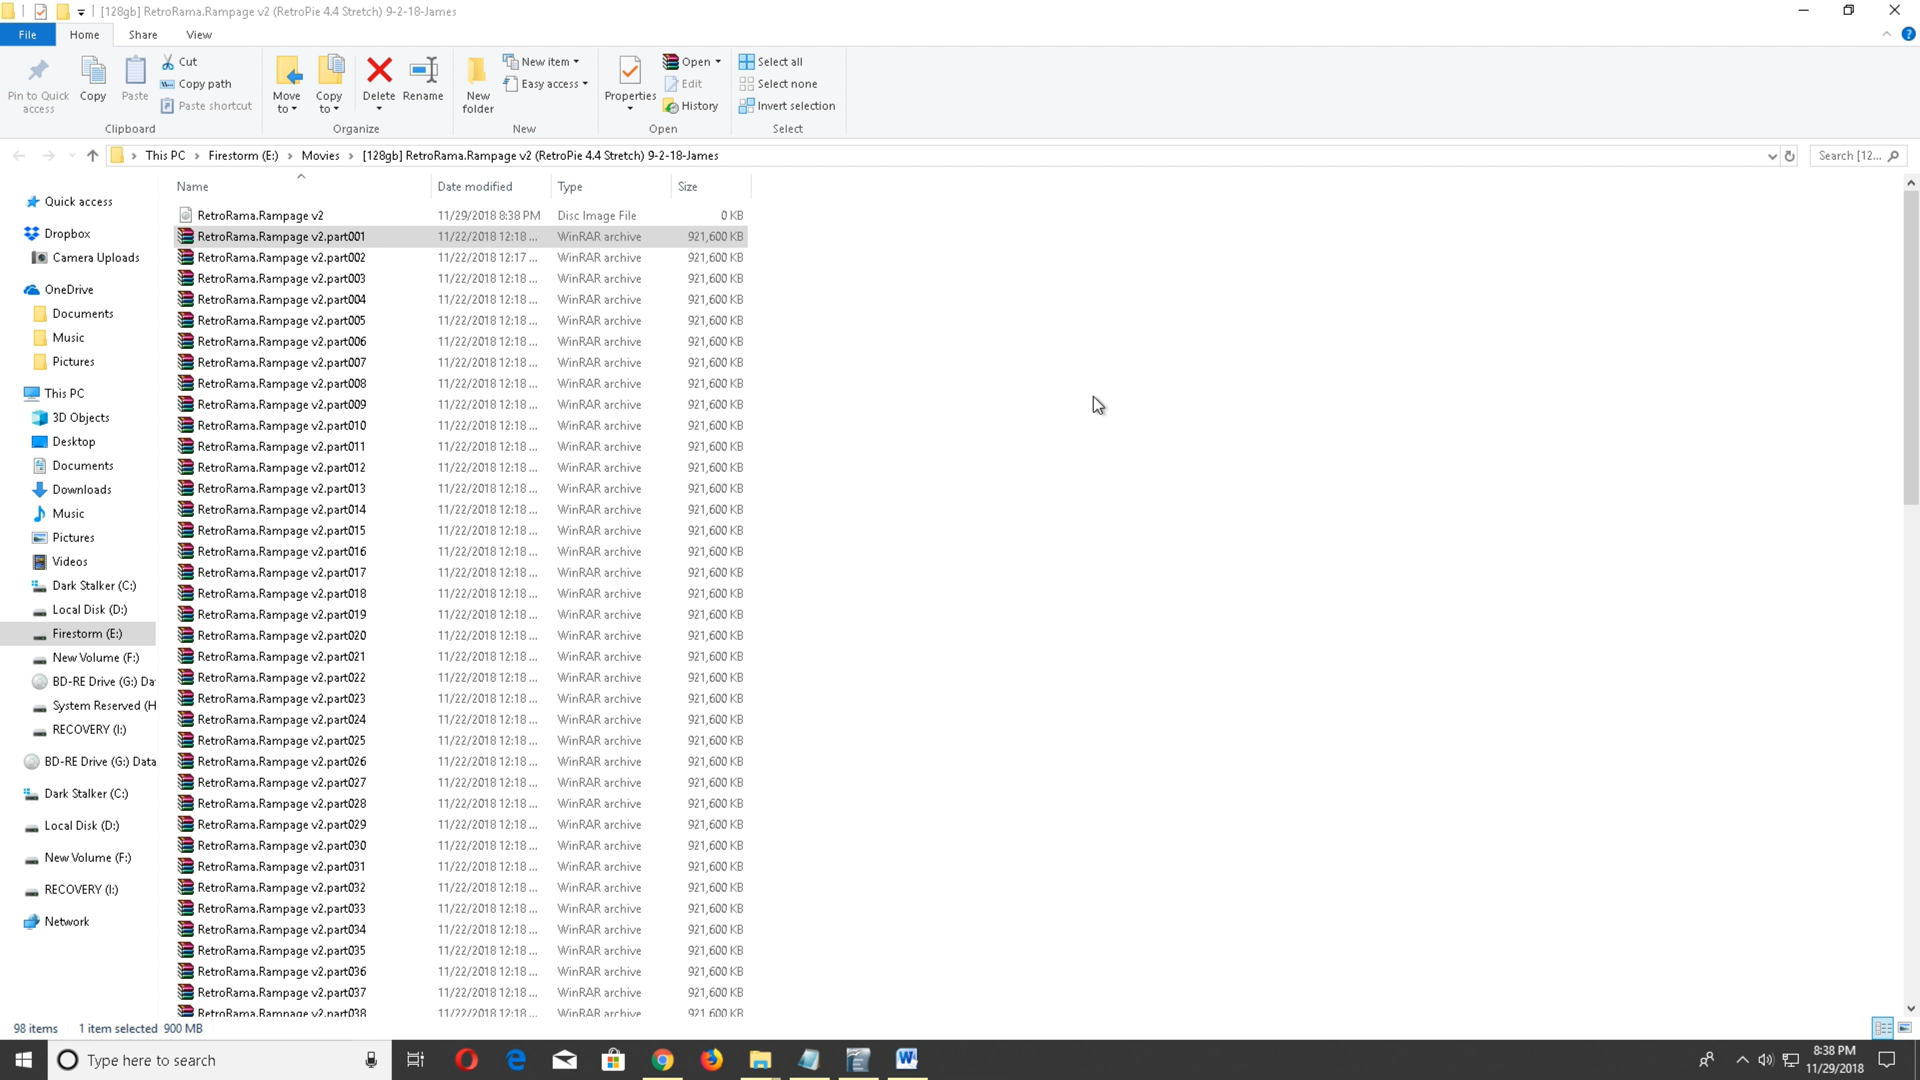 [128gb] RetroRama.Rampage v2 (RetroPie 4.4 Stretch) 9-2-18-James
File Home Share View
Pin to Quick access
Copy
Paste
Cut
Copy path
Paste shortcut
Move to
Copy to
Delete
Rename
New folder
New item
Easy access
Properties
Open
Edit
History
Select all
Select none
Invert selection
Clipboard Organize New Open Select
This PC Firestorm (E:) Movies [128gb] RetroRama.Rampage v2 (RetroPie 4.4 Stretch) 9-2-18-James
Search [12...
Quick access
Dropbox
Camera Uploads
OneDrive
Documents
Music
Pictures
This PC
3D Objects
Desktop
Documents
Downloads
Music
Pictures
Videos
Dark Stalker (C:)
Local Disk (D:)
Firestorm (E:)
New Volume (F:)
BD-RE Drive (G:) Da
System Reserved (H
RECOVERY (I:)
BD-RE Drive (G:) Data
Dark Stalker (C:)
Local Disk (D:)
New Volume (F:)
RECOVERY (I:)
Network
Name Date modified Type Size
RetroRama.Rampage v2 11/29/2018 8:38 PM Disc Image File 0 KB
RetroRama.Rampage v2.part001 11/22/2018 12:18 ... WinRAR archive 921,600 KB
RetroRama.Rampage v2.part002 11/22/2018 12:17 ... WinRAR archive 921,600 KB
RetroRama.Rampage v2.part003 11/22/2018 12:18 ... WinRAR archive 921,600 KB
RetroRama.Rampage v2.part004 11/22/2018 12:18 ... WinRAR archive 921,600 KB
RetroRama.Rampage v2.part005 11/22/2018 12:18 ... WinRAR archive 921,600 KB
RetroRama.Rampage v2.part006 11/22/2018 12:18 ... WinRAR archive 921,600 KB
RetroRama.Rampage v2.part007 11/22/2018 12:18 ... WinRAR archive 921,600 KB
RetroRama.Rampage v2.part008 11/22/2018 12:18 ... WinRAR archive 921,600 KB
RetroRama.Rampage v2.part009 11/22/2018 12:18 ... WinRAR archive 921,600 KB
RetroRama.Rampage v2.part010 11/22/2018 12:18 ... WinRAR archive 921,600 KB
RetroRama.Rampage v2.part011 11/22/2018 12:18 ... WinRAR archive 921,600 KB
RetroRama.Rampage v2.part012 11/22/2018 12:18 ... WinRAR archive 921,600 KB
RetroRama.Rampage v2.part013 11/22/2018 12:18 ... WinRAR archive 921,600 KB
RetroRama.Rampage v2.part014 11/22/2018 12:18 ... WinRAR archive 921,600 KB
RetroRama.Rampage v2.part015 11/22/2018 12:18 ... WinRAR archive 921,600 KB
RetroRama.Rampage v2.part016 11/22/2018 12:18 ... WinRAR archive 921,600 KB
RetroRama.Rampage v2.part017 11/22/2018 12:18 ... WinRAR archive 921,600 KB
RetroRama.Rampage v2.part018 11/22/2018 12:18 ... WinRAR archive 921,600 KB
RetroRama.Rampage v2.part019 11/22/2018 12:18 ... WinRAR archive 921,600 KB
RetroRama.Rampage v2.part020 11/22/2018 12:18 ... WinRAR archive 921,600 KB
RetroRama.Rampage v2.part021 11/22/2018 12:18 ... WinRAR archive 921,600 KB
RetroRama.Rampage v2.part022 11/22/2018 12:18 ... WinRAR archive 921,600 KB
RetroRama.Rampage v2.part023 11/22/2018 12:18 ... WinRAR archive 921,600 KB
RetroRama.Rampage v2.part024 11/22/2018 12:18 ... WinRAR archive 921,600 KB
RetroRama.Rampage v2.part025 11/22/2018 12:18 ... WinRAR archive 921,600 KB
RetroRama.Rampage v2.part026 11/22/2018 12:18 ... WinRAR archive 921,600 KB
RetroRama.Rampage v2.part027 11/22/2018 12:18 ... WinRAR archive 921,600 KB
RetroRama.Rampage v2.part028 11/22/2018 12:18 ... WinRAR archive 921,600 KB
RetroRama.Rampage v2.part029 11/22/2018 12:18 ... WinRAR archive 921,600 KB
RetroRama.Rampage v2.part030 11/22/2018 12:18 ... WinRAR archive 921,600 KB
RetroRama.Rampage v2.part031 11/22/2018 12:18 ... WinRAR archive 921,600 KB
RetroRama.Rampage v2.part032 11/22/2018 12:18 ... WinRAR archive 921,600 KB
RetroRama.Rampage v2.part033 11/22/2018 12:18 ... WinRAR archive 921,600 KB
RetroRama.Rampage v2.part034 11/22/2018 12:18 ... WinRAR archive 921,600 KB
RetroRama.Rampage v2.part035 11/22/2018 12:18 ... WinRAR archive 921,600 KB
RetroRama.Rampage v2.part036 11/22/2018 12:18 ... WinRAR archive 921,600 KB
RetroRama.Rampage v2.part037 11/22/2018 12:18 ... WinRAR archive 921,600 KB
RetroRama.Rampage v2.part038 11/22/2018 12:18 ... WinRAR archive 921,600 KB
98 items 1 item selected 900 MB
Type here to search
8:38 PM
11/29/2018